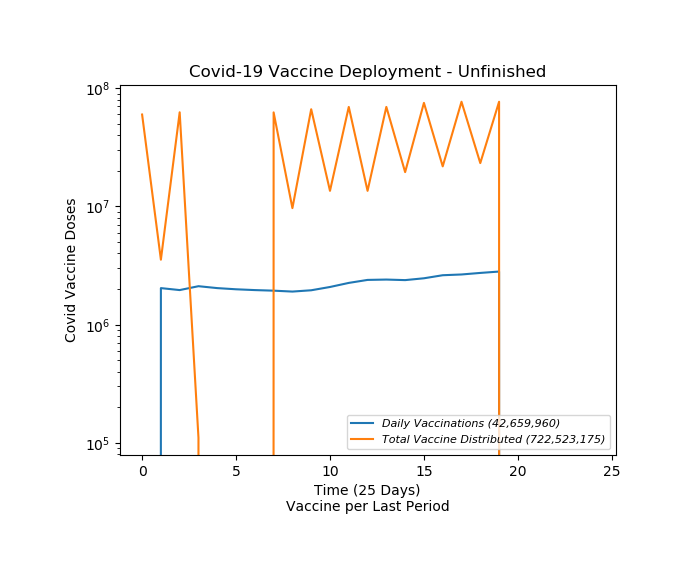 Covid-19 Vaccine Deployment - Unfinished
10^8
10^7
10^6
10^5
Covid Vaccine Doses
Daily Vaccinations (42,659,960)
Total Vaccine Distributed (722,523,175)
0 5 10 15 20 25
Time (25 Days)
Vaccine per Last Period